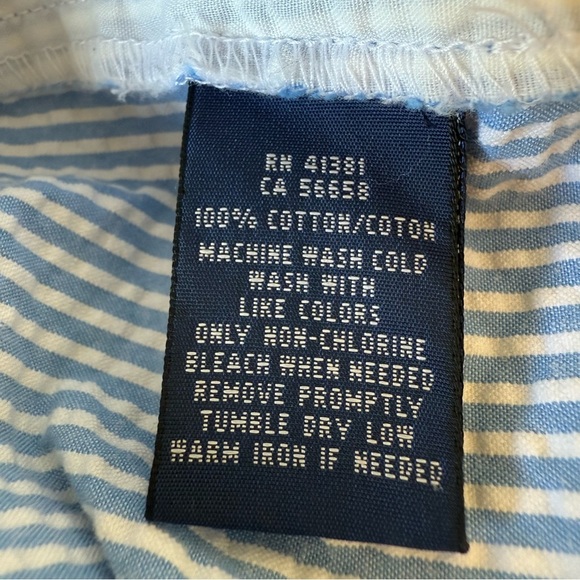 RN 41381
CA 56658
100% COTTON/COTON
MACHINE WASH COLD
WASH WITH
LIKE COLORS
ONLY NON-CHLORINE
BLEACH WHEN NEEDED
REMOVE PROMPTLY
TUMBLE DRY LOW
WARM IRON IF NEEDED